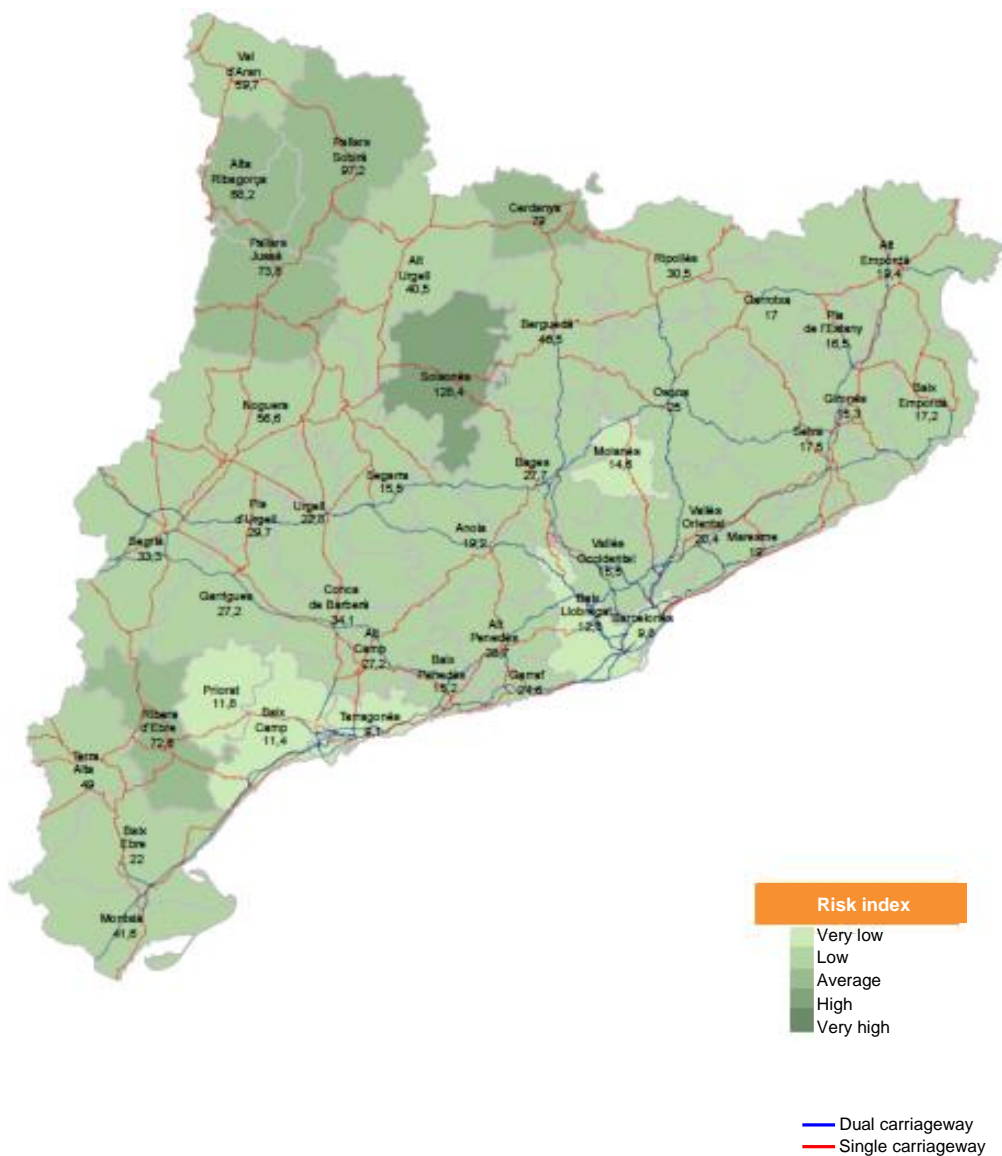 Val
d'Aran
59,7
Pallars
Sobirà
97,2
Alta
Ribagorça
88,2
Cerdanya
79
Pallars
Jussà
73,8
Alt
Urgell
40,5
Ripollès
30,5
Alt
Empordà
19,4
Garrotxa
17
Pla
de l'Estany
16,5
Berguedà
46,5
Solsonès
128,4
Osona
25
Gironès
15,3
Baix
Empordà
17,2
Noguera
56,6
Selva
17,5
Moianès
14,6
Bages
27,7
Segarra
15,5
Pla
d'Urgell
29,7
Urgell
22,8
Anoia
19,2
Vallès
Oriental
20,4
Maresme
19
Segrià
33,3
Vallès
Occidental
15,5
Garrigues
27,2
Conca
de Barberà
34,1
Baix
Llobregat
Barcelonès
Alt
Camp
27,2
Alt
Penedès
Baix
Penedès
15,2
Garraf
24,6
Priorat
11,8
Baix
Camp
11,4
Tarragonès
9,1
Ribera
d'Ebre
72,6
Terra
Alta
49
Baix
Ebre
22
Montsià
41,6
Risk index
Very low
Low
Average
High
Very high
Dual carriageway
Single carriageway